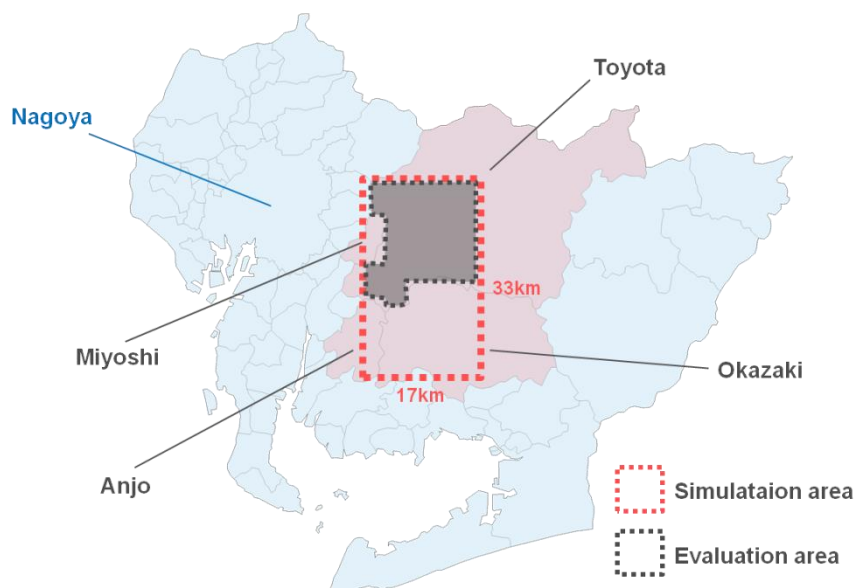 Toyota
Nagoya
33km
Miyoshi
Okazaki
17km
Anjo
Simulataion area
Evaluation area